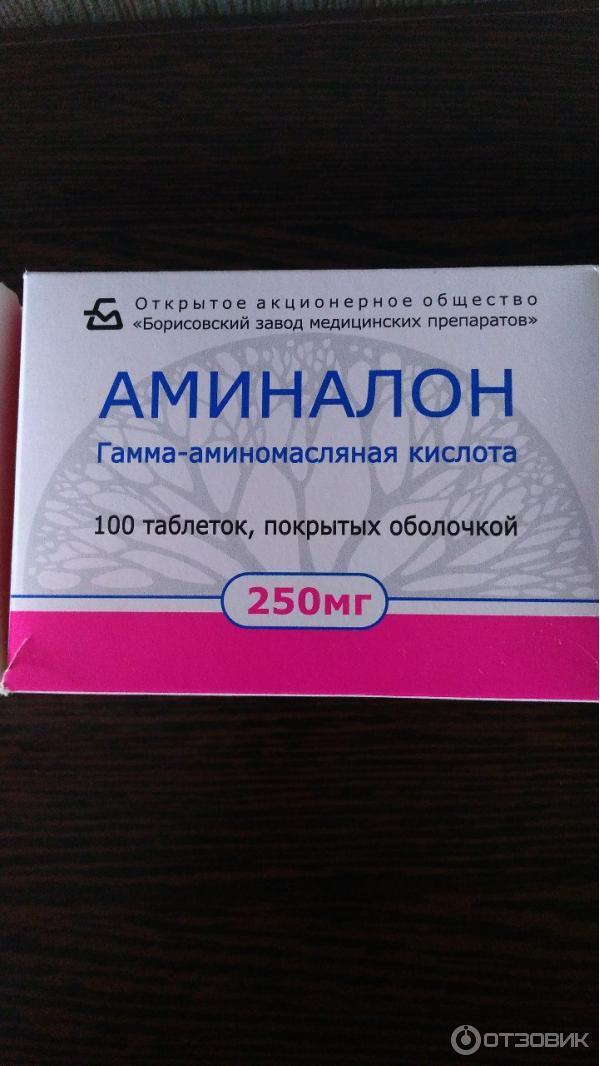 Открытое акционерное общество
«Борисовский завод медицинских препаратов»
АМИНАЛОН
Гамма-аминомасляная кислота
100 таблеток, покрытых оболочкой
250мг
ОТЗОВИК